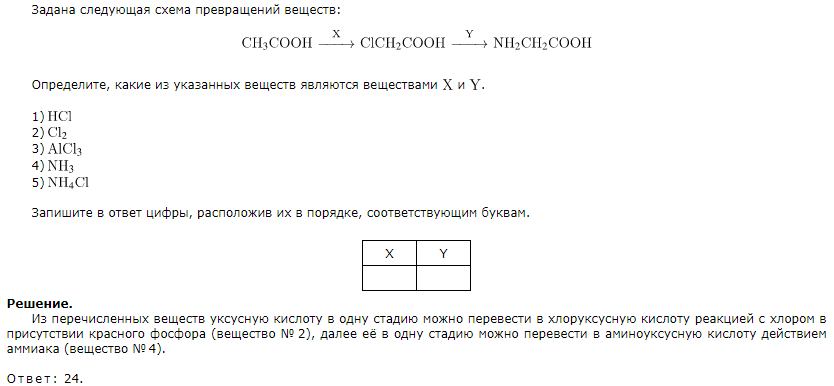 Задана следующая схема превращений веществ:
X Y
CH₃COOH ⟶ ClCH₂COOH ⟶ NH₂CH₂COOH
Определите, какие из указанных веществ являются веществами X и Y.
1) HCl
2) Cl₂
3) AlCl₃
4) NH₃
5) NH₄Cl
Запишите в ответ цифры, расположив их в порядке, соответствующим буквам.
X Y
Решение.
Из перечисленных веществ уксусную кислоту в одну стадию можно перевести в хлоруксусную кислоту реакцией с хлором в
присутствии красного фосфора (вещество № 2), далее её в одну стадию можно перевести в аминоуксусную кислоту действием
аммиака (вещество № 4).
Ответ: 24.